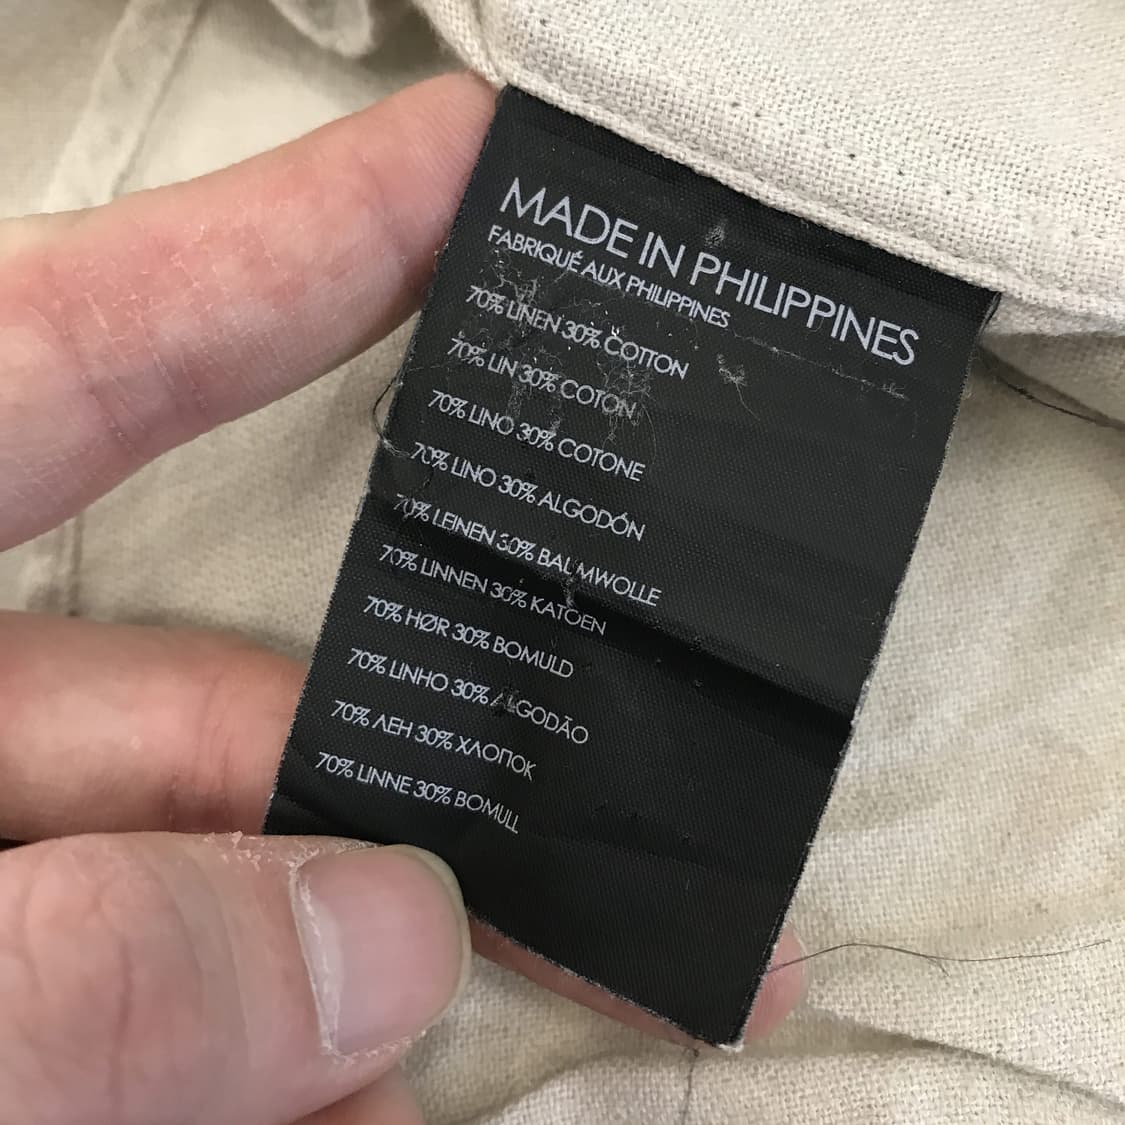 MADE IN PHILIPPINES
FABRIQUÉ AUX PHILIPPINES
70% LINEN 30% COTTON
70% LIN 30% COTON
70% LINO 30% COTONE
70% LINO 30% ALGODÓN
70% LEINEN 30% BAUMWOLLE
70% LINNEN 30% KATOEN
70% HØR 30% BOMULD
70% LINHO 30% ALGODÃO
70% ЛЕН 30% ХЛОПОК
70% LINNE 30% BOMULL